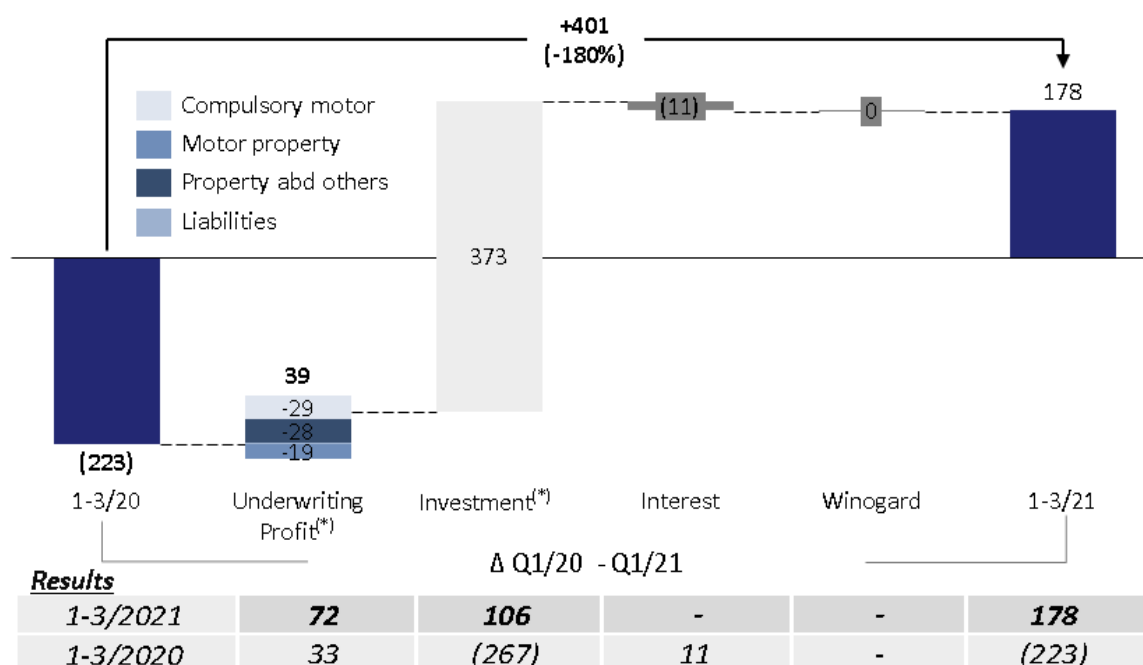 +401
(-180%)
Compulsory motor
Motor property
Property abd others
Liabilities
(11)
0
178
373
39
-29
-28
-19
(223)
1-3/20
Underwriting
Profit(*)
Investment(*)
Interest
Winogard
1-3/21
Δ Q1/20 - Q1/21
Results
1-3/2021 72 106 - - 178
1-3/2020 33 (267) 11 - (223)